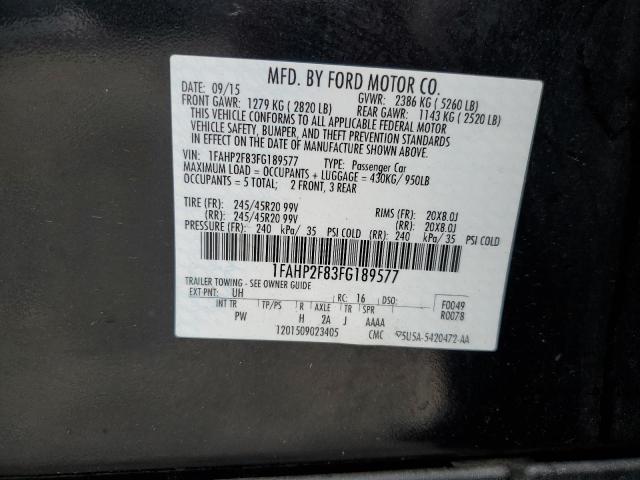 MFD. BY FORD MOTOR CO.
DATE: 09/15 GVWR: 2386 KG ( 5260 LB)
FRONT GAWR: 1279 KG ( 2820 LB) REAR GAWR: 1143 KG ( 2520 LB)
THIS VEHICLE CONFORMS TO ALL APPLICABLE FEDERAL MOTOR
VEHICLE SAFETY, BUMPER, AND THEFT PREVENTION STANDARDS
IN EFFECT ON THE DATE OF MANUFACTURE SHOWN ABOVE.
VIN: 1FAHP2F83FG189577 TYPE: Passenger Car
MAXIMUM LOAD = OCCUPANTS + LUGGAGE = 430KG/ 950LB
OCCUPANTS = 5 TOTAL; 2 FRONT, 3 REAR
TIRE (FR): 245/45R20 99V RIMS (FR): 20X8.0J
(RR): 245/45R20 99V (RR): 20X8.0J
PRESSURE (FR): 240 kPa/ 35 PSI COLD (RR): 240 kPa/ 35 PSI COLD
1FAHP2F83FG189577
TRAILER TOWING - SEE OWNER GUIDE
EXT PNT: UH RC: 16 DSO: F0049
INT TR TP/PS R AXLE TR SPR R0078
PW H 2A J AAAA
1201509023405 CMC 5U5A-5420472-AA